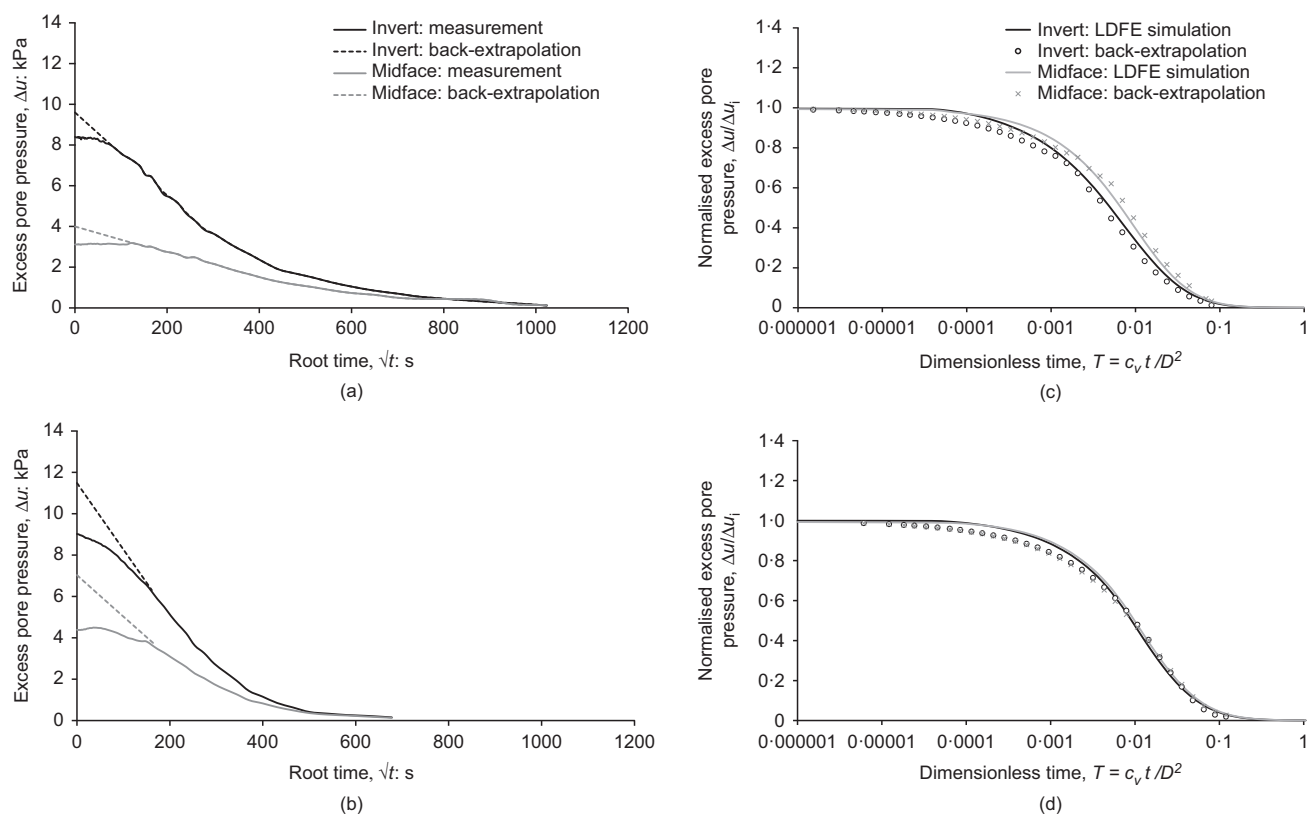 16
14
12
10
8
6
4
2
0
Excess pore pressure, Δu: kPa
Invert: measurement
Invert: back-extrapolation
Midface: measurement
Midface: back-extrapolation
0 200 400 600 800 1000 1200
Root time, √t: s
(a)
1·4
1·2
1·0
0·8
0·6
0·4
0·2
0
Normalised excess pore
pressure, Δu/Δuᵢ
Invert: LDFE simulation
Invert: back-extrapolation
Midface: LDFE simulation
Midface: back-extrapolation
0·000001 0·00001 0·0001 0·001 0·01 0·1 1
Dimensionless time, T = cᵥ t /D²
(c)
14
12
10
8
6
4
2
0
Excess pore pressure, Δu: kPa
0 200 400 600 800 1000 1200
Root time, √t: s
(b)
1·4
1·2
1·0
0·8
0·6
0·4
0·2
0
Normalised excess pore
pressure, Δu/Δuᵢ
0·000001 0·00001 0·0001 0·001 0·01 0·1 1
Dimensionless time, T = cᵥ t /D²
(d)